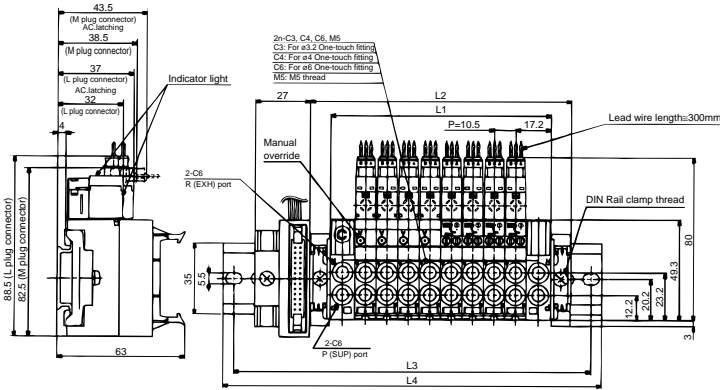 43.5
(M plug connector)
AC.latching
38.5
(M plug connector)
37
(L plug connector)
AC.latching
32
(L plug connector)
4
Indicator light
88.5 (L plug connector)
82.5 (M plug connector)
63
2n-C3, C4, C6, M5
C3: For ø3.2 One-touch fitting
C4: For ø4 One-touch fitting
C6: For ø6 One-touch fitting
M5: M5 thread
27
L2
L1
P=10.5
17.2
Lead wire length≅300mm
Manual
override
2-C6
R (EXH) port
DIN Rail clamp thread
35
5.5
80
49.3
23.2
20.2
12.2
3
2-C6
P (SUP) port
L3
L4